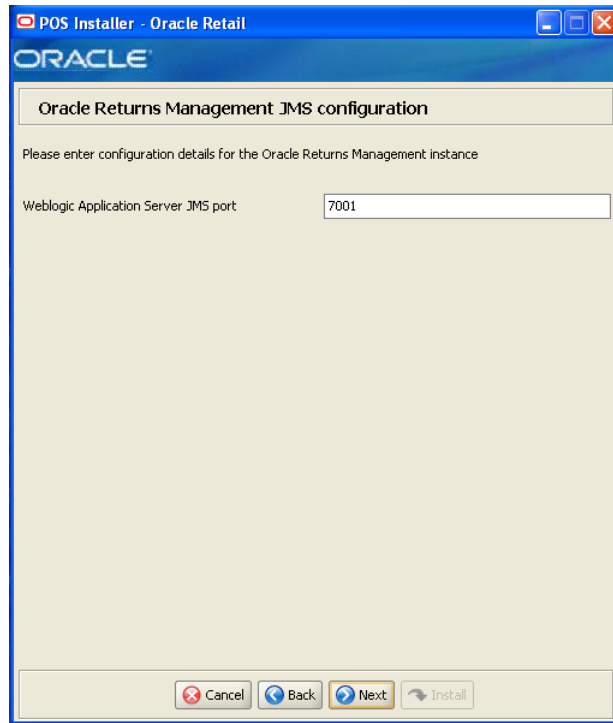 POS Installer - Oracle Retail
ORACLE
Oracle Returns Management JMS configuration
Please enter configuration details for the Oracle Returns Management instance
Weblogic Application Server JMS port 7001
Cancel Back Next Install